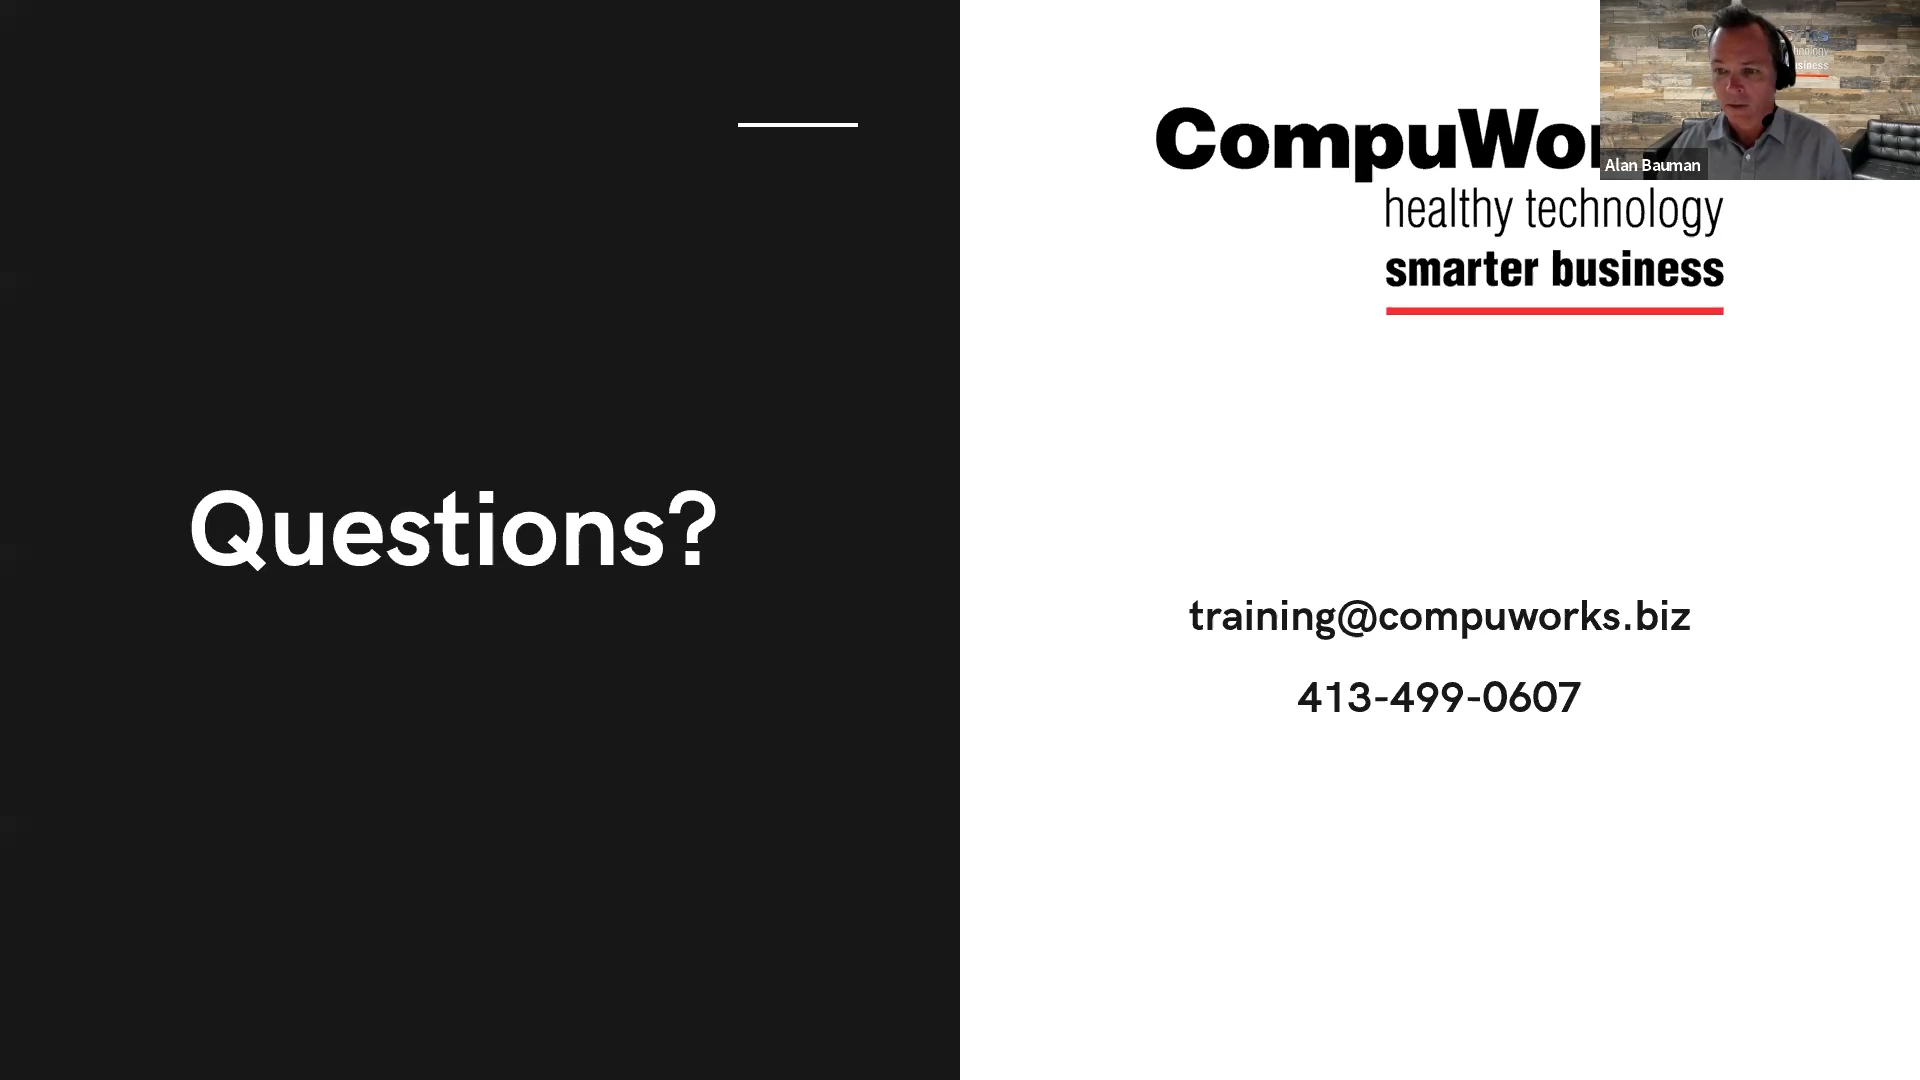 Questions?
CompuWor
healthy technology
smarter business
training@compuworks.biz
413-499-0607
Alan Bauman